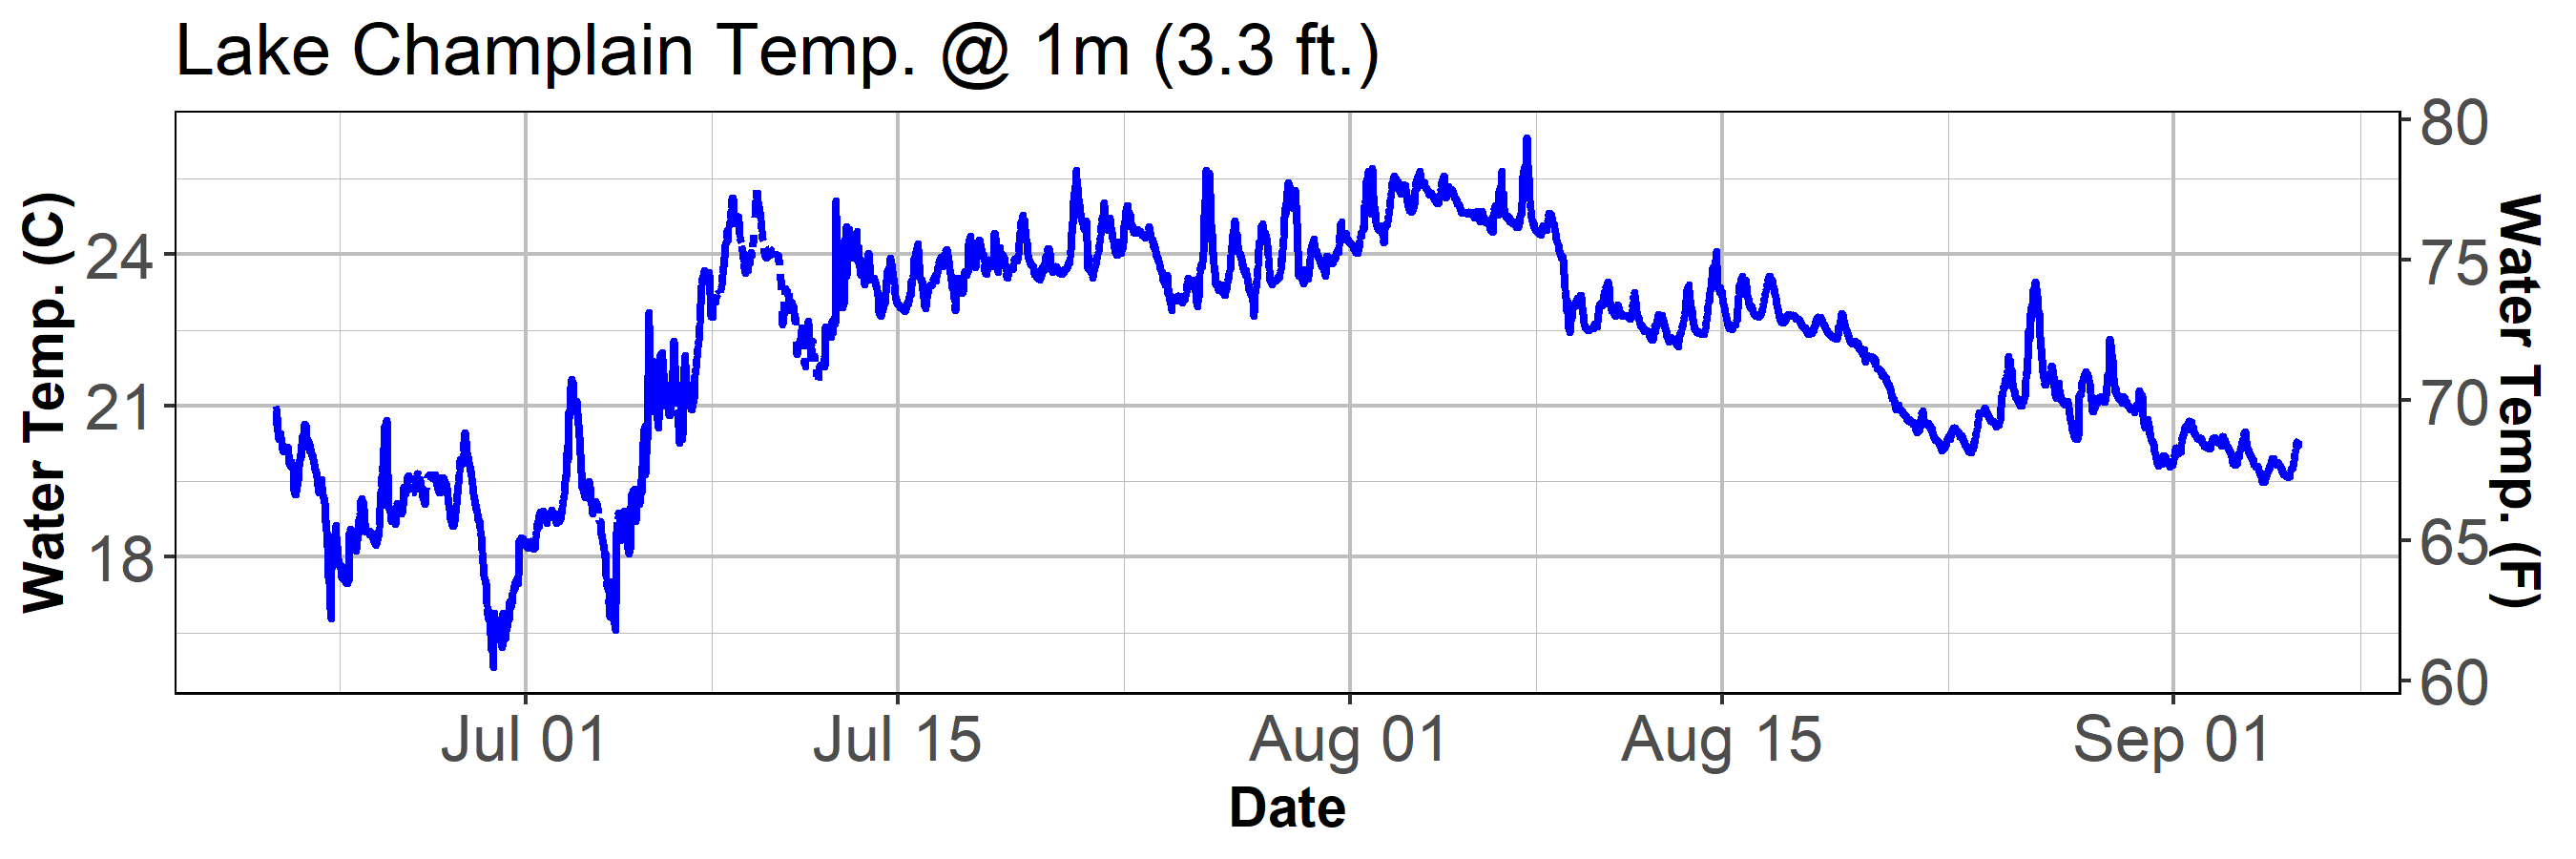 Lake Champlain Temp. @ 1m (3.3 ft.)
Water Temp. (C)
24
21
18
80
75
70
65
60
Water Temp. (F)
Jul 01
Jul 15
Aug 01
Aug 15
Sep 01
Date